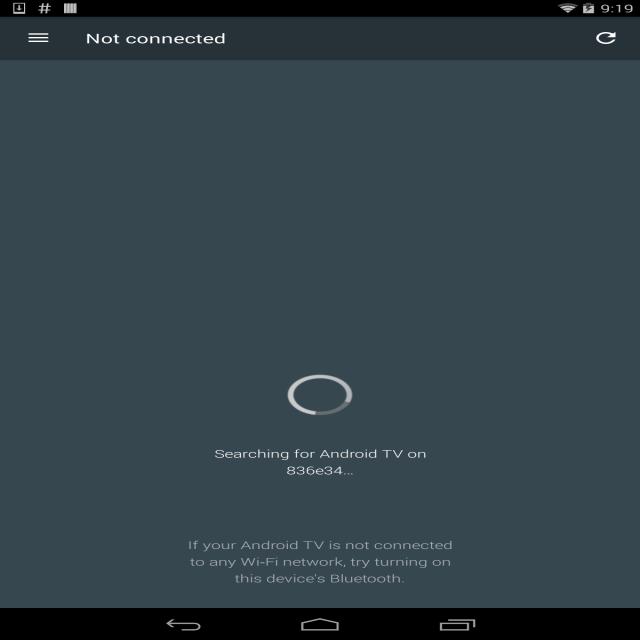 # 9:19
Not connected
Searching for Android TV on
836e34...
If your Android TV is not connected
to any Wi-Fi network, try turning on
this device's Bluetooth.